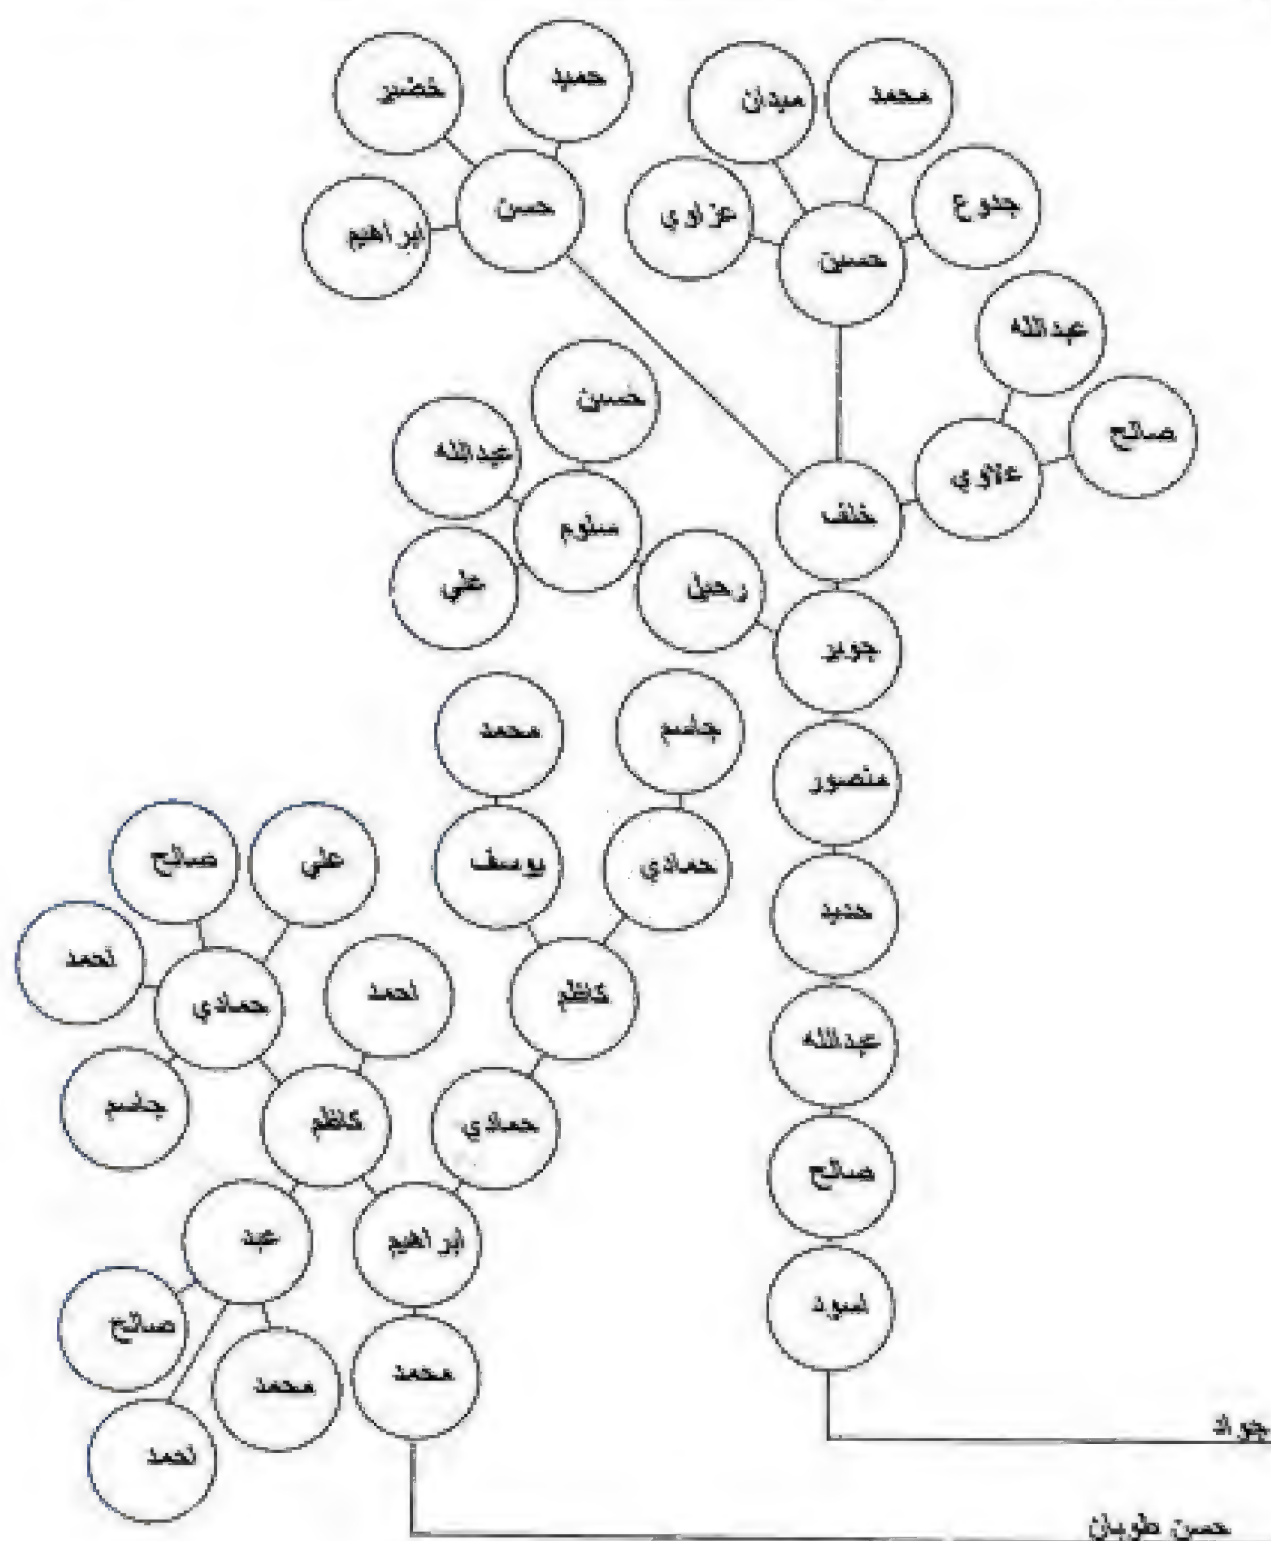 حميد
خضير
محمد
ميدان
حسن
جدوع
عزاوي
ابراهيم
حسين
عبدالله
حسين
صالح
عبدالله
علاوي
خلف
سلوم
علي
رحيل
جوير
محمد
جاسم
منصور
علي
صالح
يوسف
حمادي
حديد
احمد
احمد
كاظم
حمادي
عبدالله
جاسم
كاظم
حمادي
صالح
عبد
ابراهيم
اسود
صالح
محمد
محمد
جواد
احمد
حسن طوبان